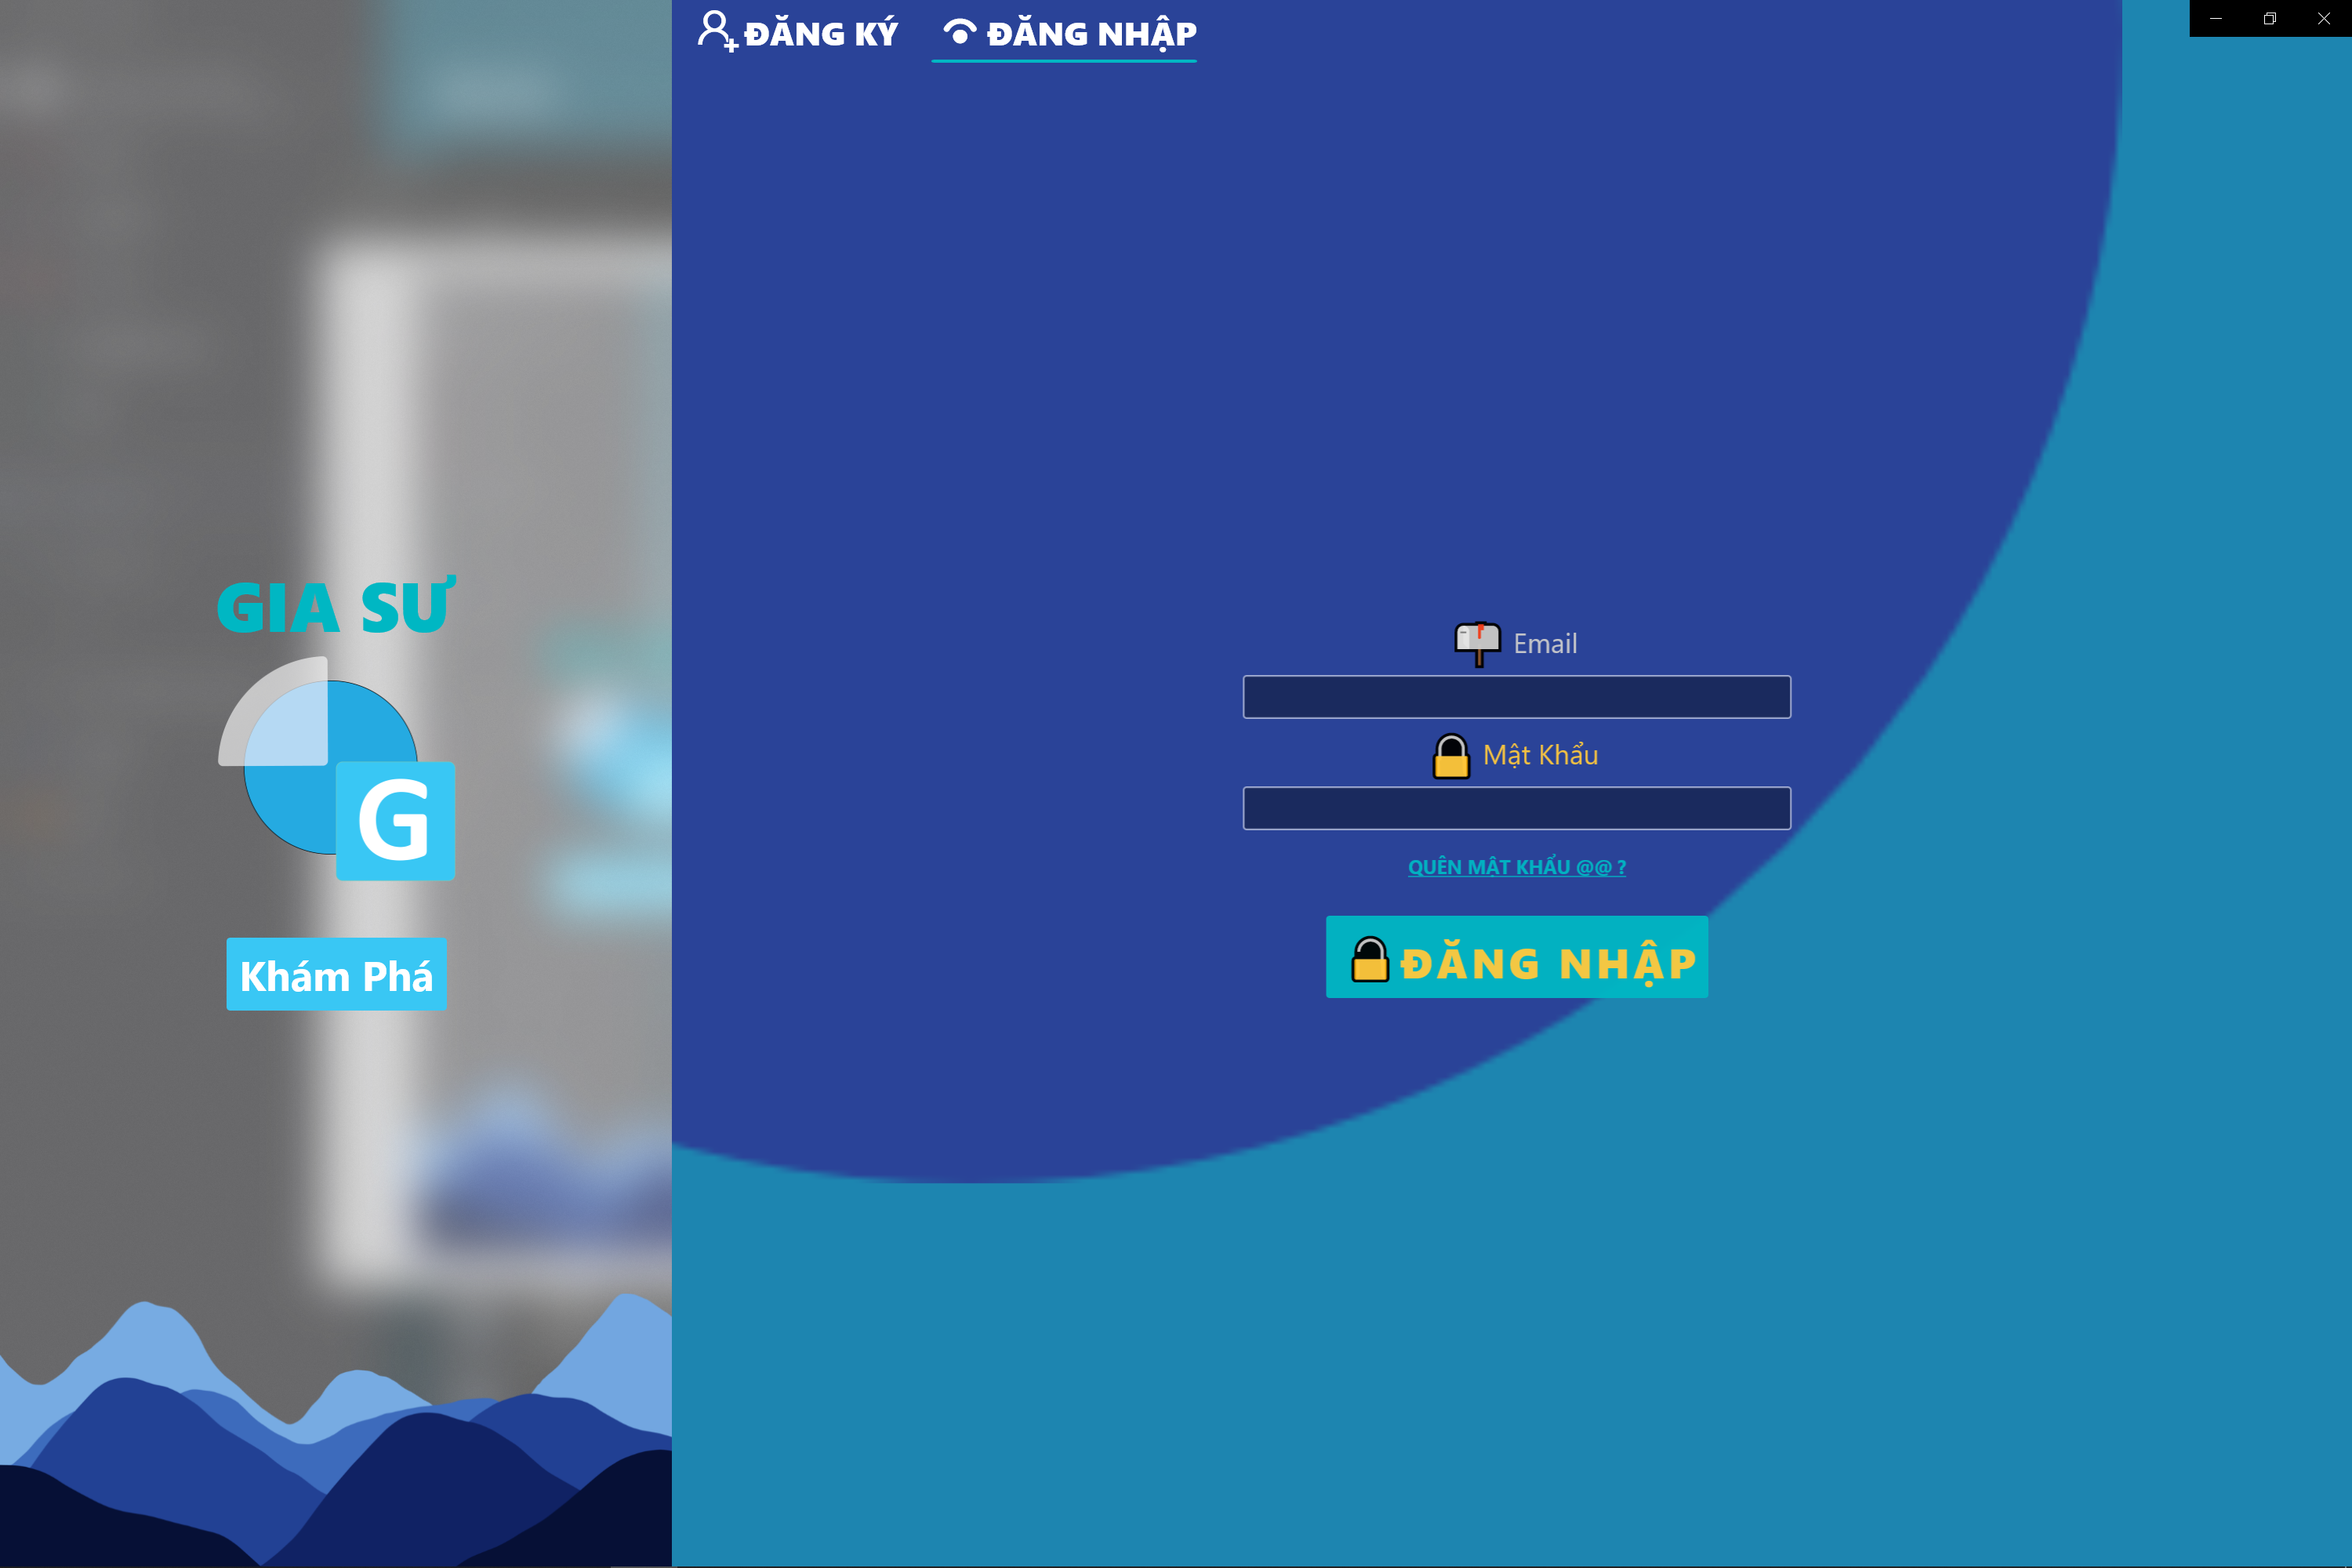 ĐĂNG KÝ
ĐĂNG NHẬP
GIA SƯ
G
Khám Phá
Email
Mật Khẩu
QUÊN MẬT KHẨU @@ ?
ĐĂNG NHẬP